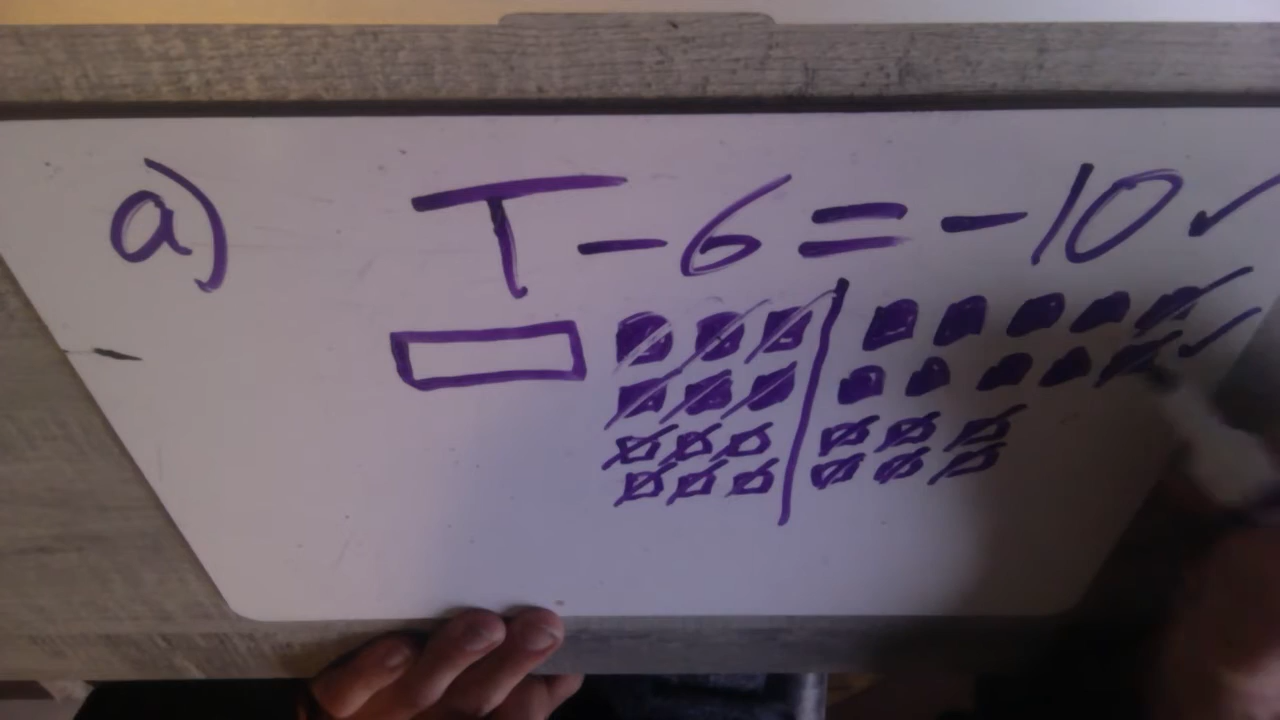 a) T - 6 = -10 ✓